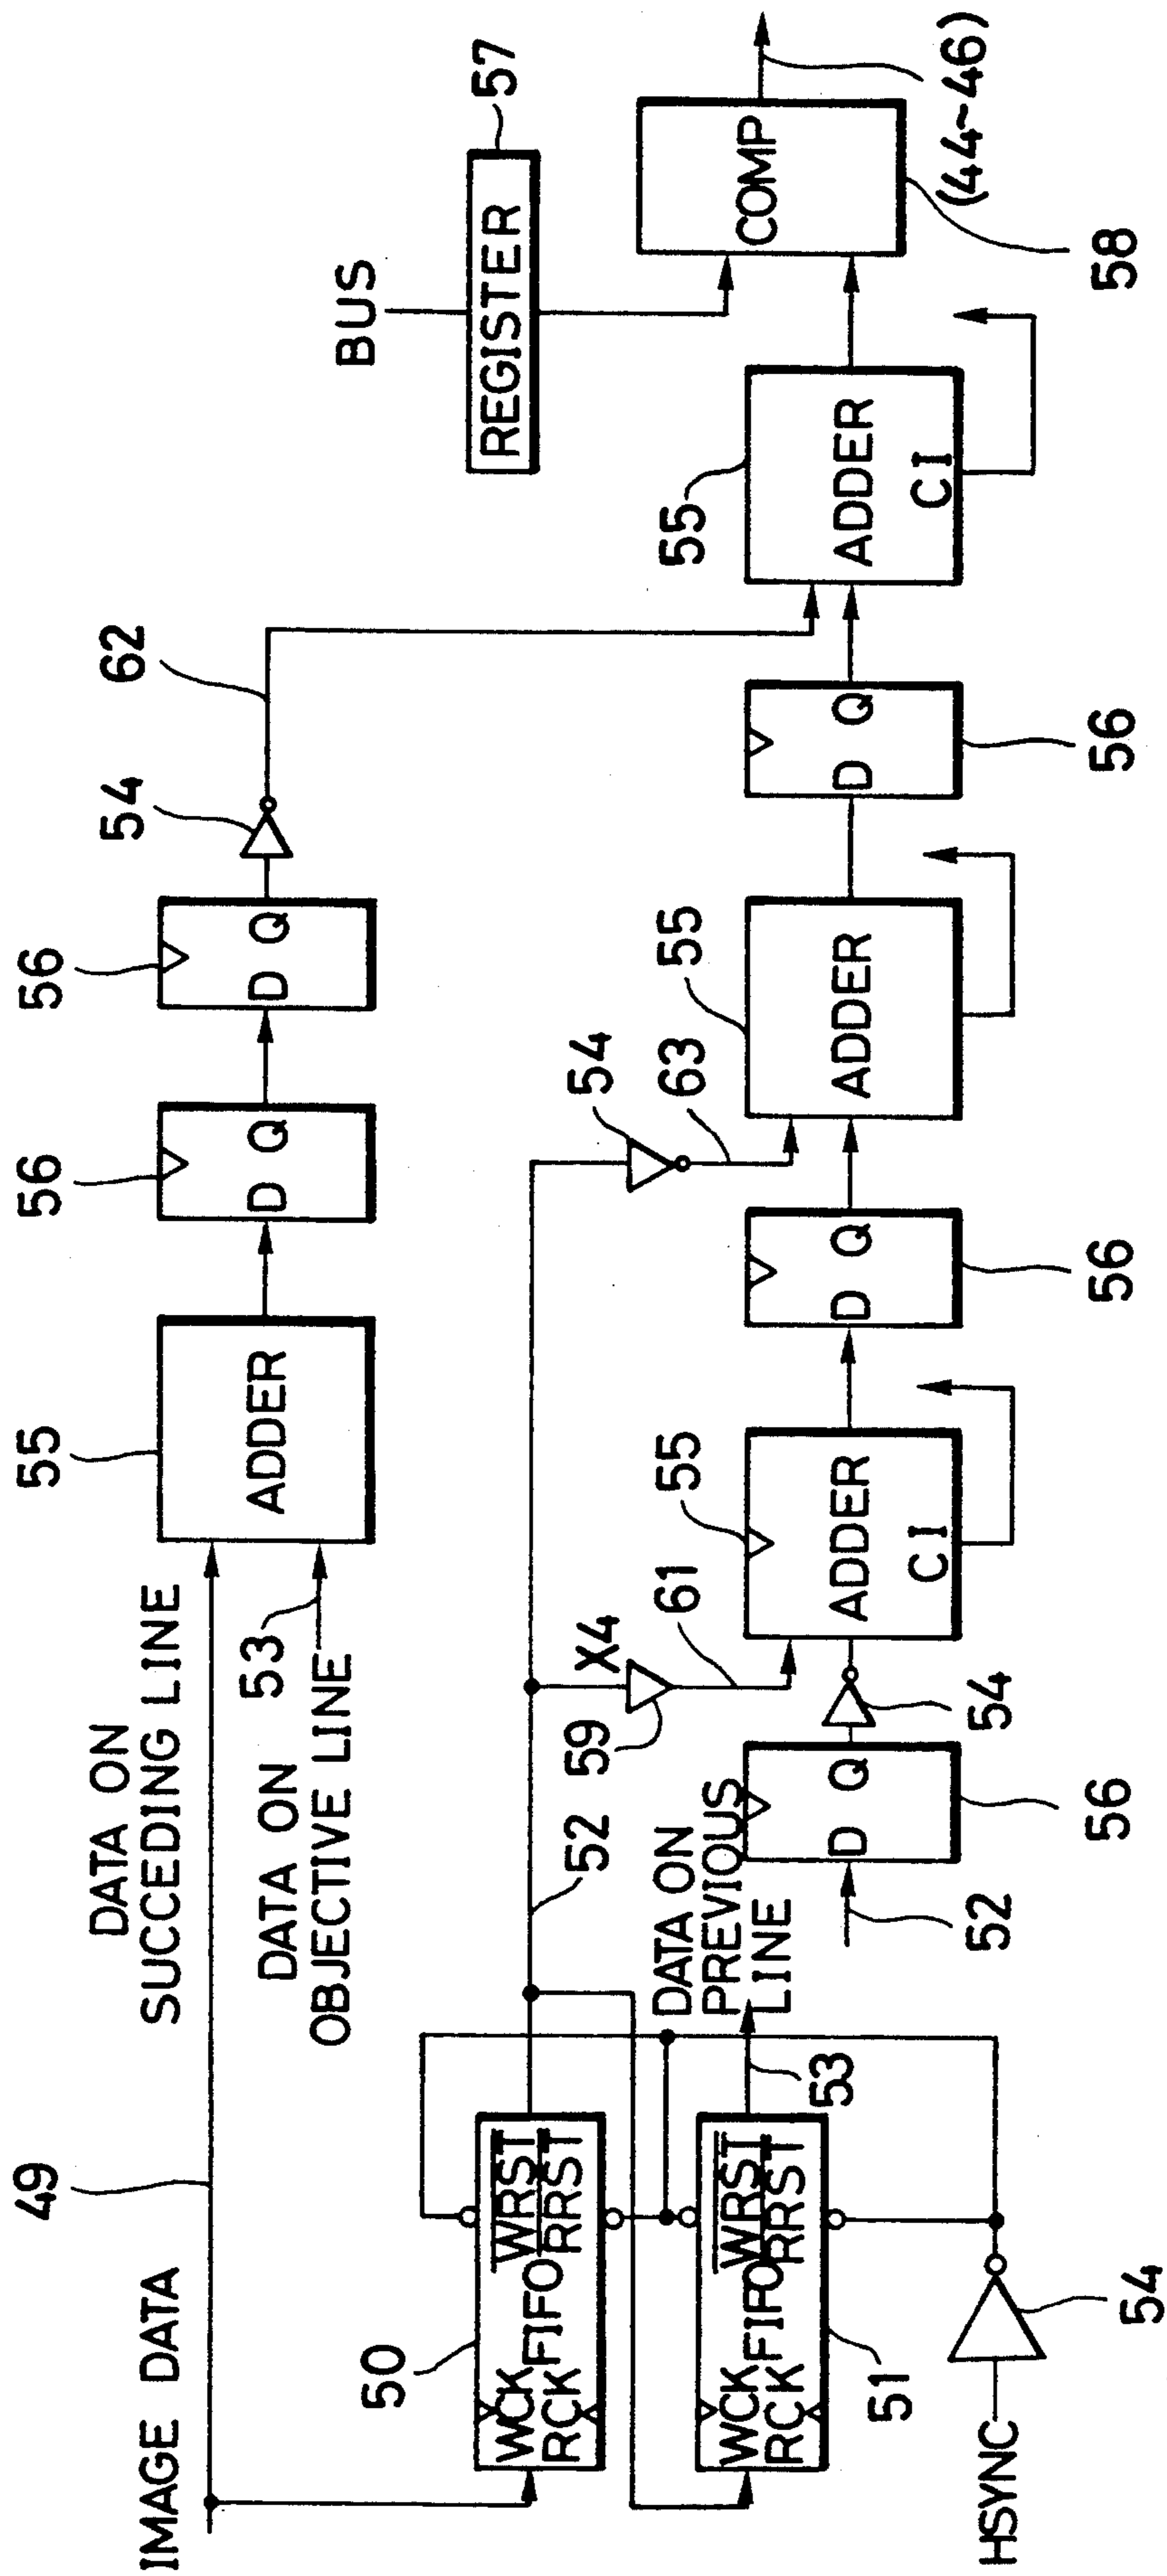 IMAGE DATA
49
DATA ON
SUCCEDING LINE
53
DATA ON
OBJECTIVE LINE
55
ADDER
56
D Q
56
D Q
54
62
BUS
REGISTER
57
50
WCK
RCK
FIFO
WRST
RRST
52
X4
59
61
54
63
COMP
(44~46)
58
51
WCK
RCK
FIFO
WRST
RRST
53
DATA ON
PREVIOUS
LINE
52
D Q
56
54
55
ADDER
CI
D Q
56
55
ADDER
D Q
56
55
ADDER
CI
HSYNC
54